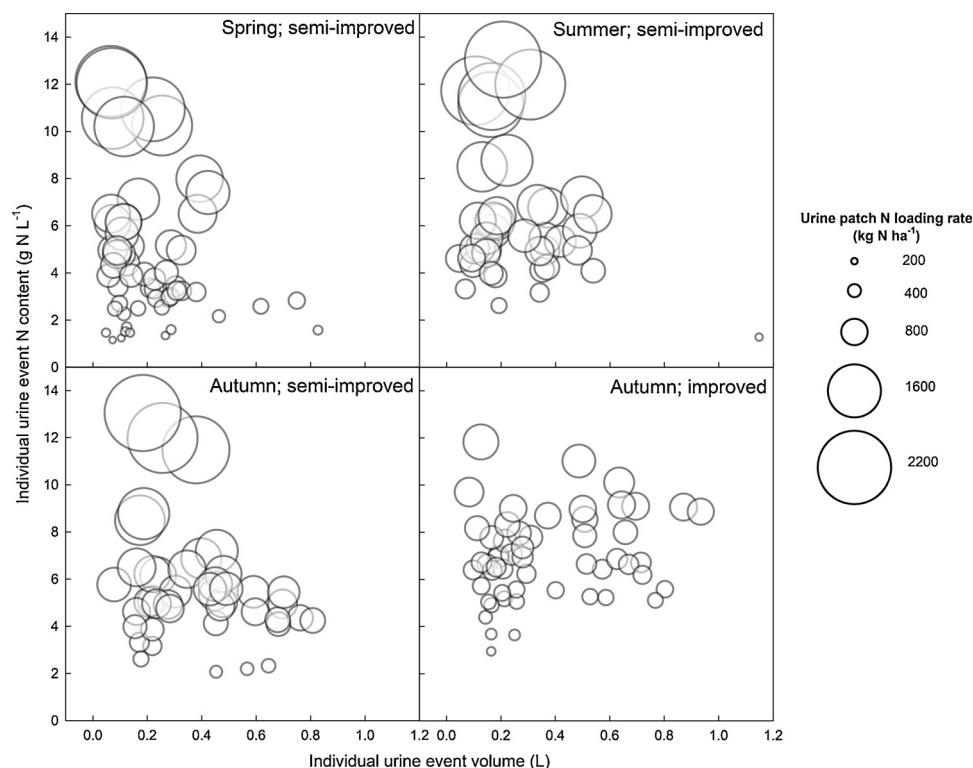 Spring; semi-improved
Summer; semi-improved
14
12
10
8
6
4
2
0
Autumn; semi-improved
Autumn; improved
14
12
10
8
6
4
2
0
0.0 0.2 0.4 0.6 0.8 1.0 1.2
0.0 0.2 0.4 0.6 0.8 1.0 1.2
Individual urine event N content (g N L⁻¹)
Individual urine event volume (L)
Urine patch N loading rate
(kg N ha⁻¹)
200
400
800
1600
2200